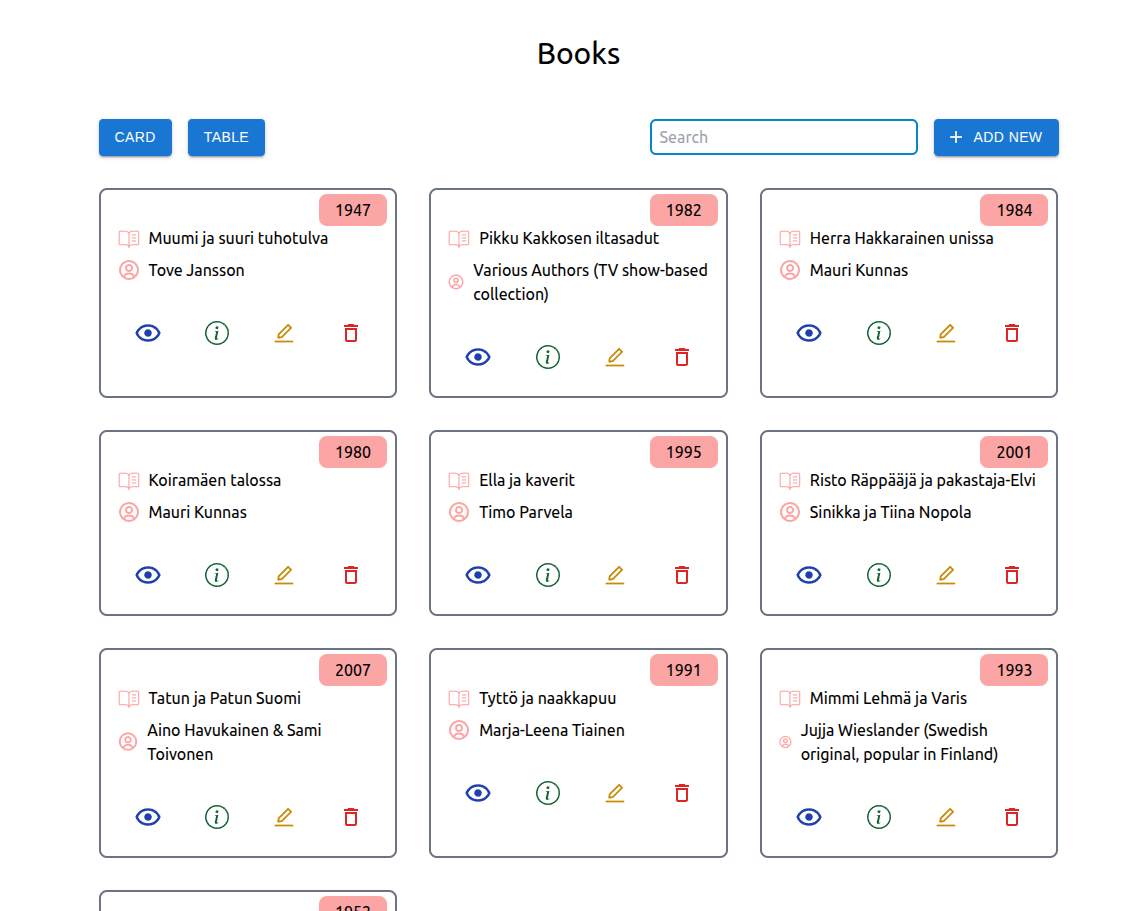 Books
CARD
TABLE
Search
ADD NEW
1947
Muumi ja suuri tuhotulva
Tove Jansson
1982
Pikku Kakkosen iltasadut
Various Authors (TV show-based
collection)
1984
Herra Hakkarainen unissa
Mauri Kunnas
1980
Koiramäen talossa
Mauri Kunnas
1995
Ella ja kaverit
Timo Parvela
2001
Risto Räppääjä ja pakastaja-Elvi
Sinikka ja Tiina Nopola
2007
Tatun ja Patun Suomi
Aino Havukainen & Sami
Toivonen
1991
Tyttö ja naakkapuu
Marja-Leena Tiainen
1993
Mimmi Lehmä ja Varis
Jujja Wieslander (Swedish
original, popular in Finland)